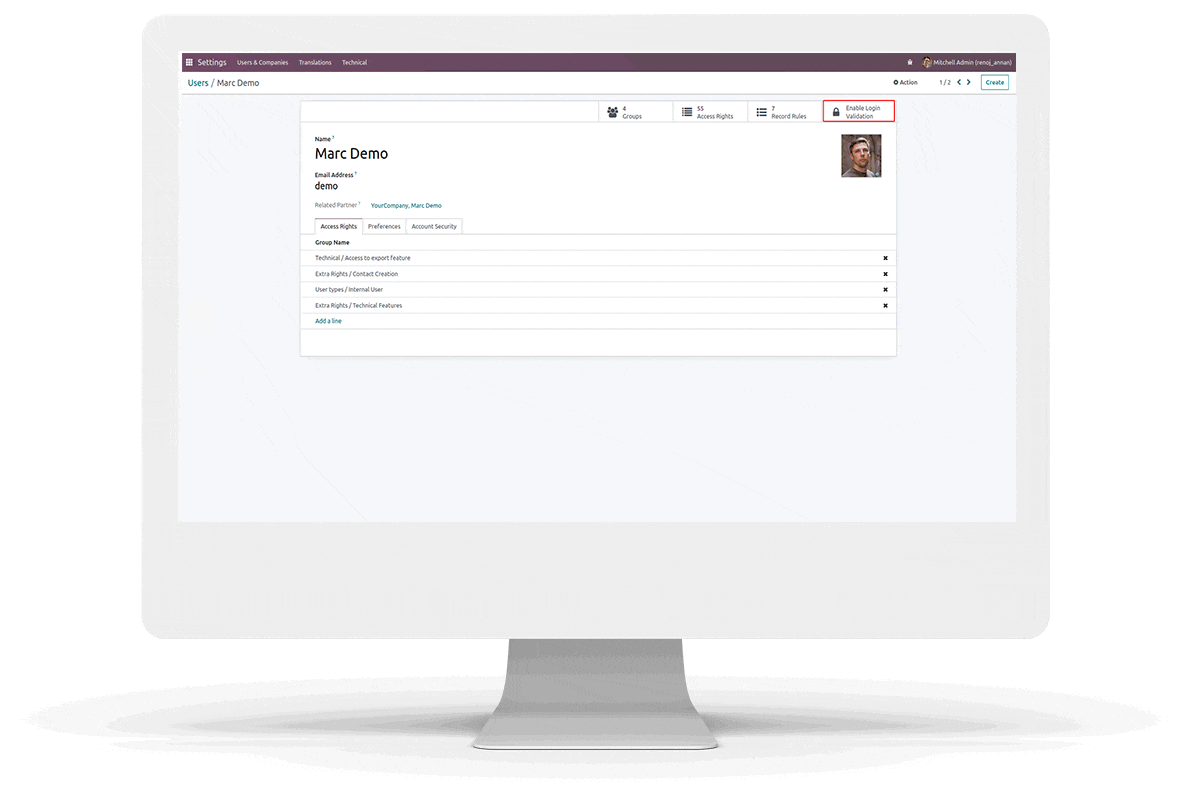 Settings Users & Companies Translations Technical Mitchell Admin (renoj_annan)
Users / Marc Demo Action 1 / 2 Create
4 Groups
55 Access Rights
7 Record Rules
Enable Login
Validation
Name ?
Marc Demo
Email Address ?
demo
Related Partner ? YourCompany, Marc Demo
Access Rights Preferences Account Security
Group Name
Technical / Access to export feature
Extra Rights / Contact Creation
User types / Internal User
Extra Rights / Technical Features
Add a line